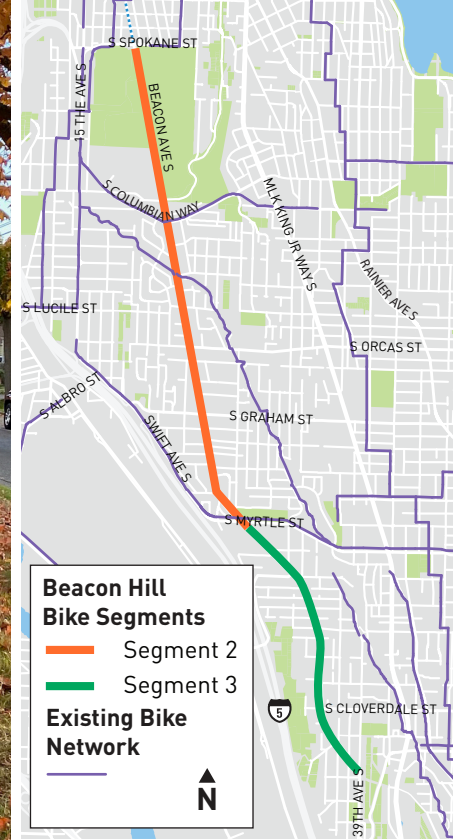 S SPOKANE ST
15 THE AVE S
BEACON AVE S
S COLUMBIAN WAY
MLK KING JR WAY S
RAINIER AVE S
S LUCILE ST
S ORCAS ST
S ALBRO ST
S GRAHAM ST
SWIFT AVE S
S MYRTLE ST
Beacon Hill
Bike Segments
Segment 2
Segment 3
Existing Bike
Network
N
5
S CLOVERDALE ST
39TH AVE S